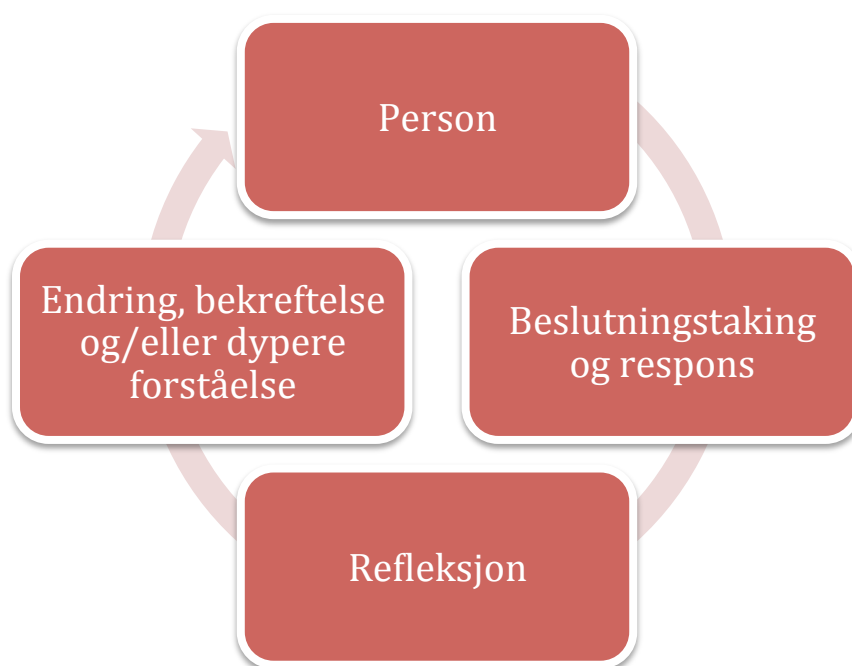 Person
Beslutningstaking
og respons
Refleksjon
Endring, bekreftelse
og/eller dypere
forståelse